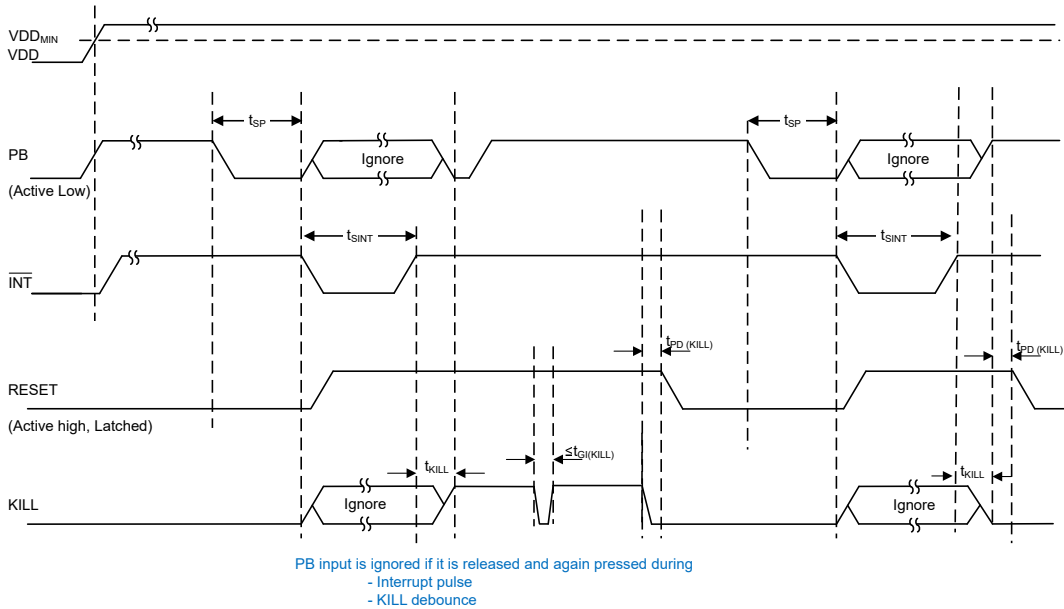 VDDMIN
VDD
tSP
tSP
PB
Ignore
Ignore
(Active Low)
tSINT
tSINT
INT
tPD (KILL)
tPD (KILL)
RESET
(Active high, Latched)
≤tGI(KILL)
tKILL
tKILL
KILL
Ignore
Ignore
PB input is ignored if it is released and again pressed during
- Interrupt pulse
- KILL debounce